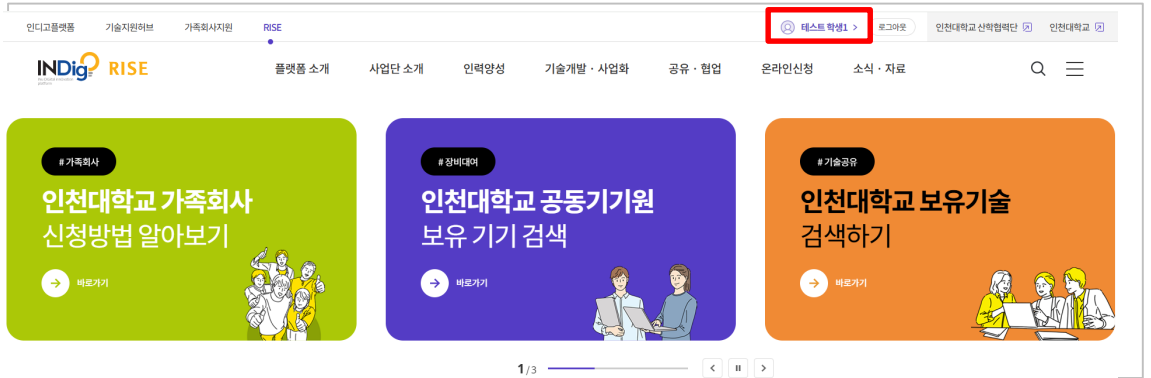 인디고플랫폼 기술지원허브 가족회사지원 RISE 테스트 학생1 > 로그아웃 인천대학교 산학협력단 인천대학교
INDigo RISE
플랫폼 소개 사업단 소개 인력양성 기술개발 · 사업화 공유 · 협업 온라인신청 소식 · 자료
#가족회사
인천대학교 가족회사
신청방법 알아보기
바로가기
#장비대여
인천대학교 공동기기원
보유 기기 검색
바로가기
#기술공유
인천대학교 보유기술
검색하기
바로가기
1/3